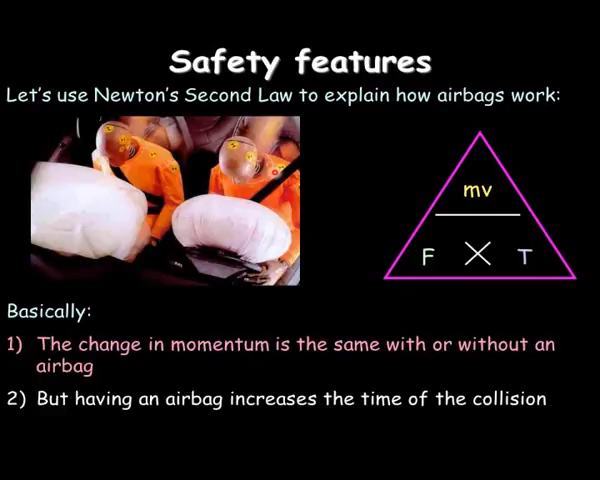 Safety features
Let's use Newton's Second Law to explain how airbags work:
mv
F
T
Basically:
1) The change in momentum is the same with or without an
airbag
2) But having an airbag increases the time of the collision